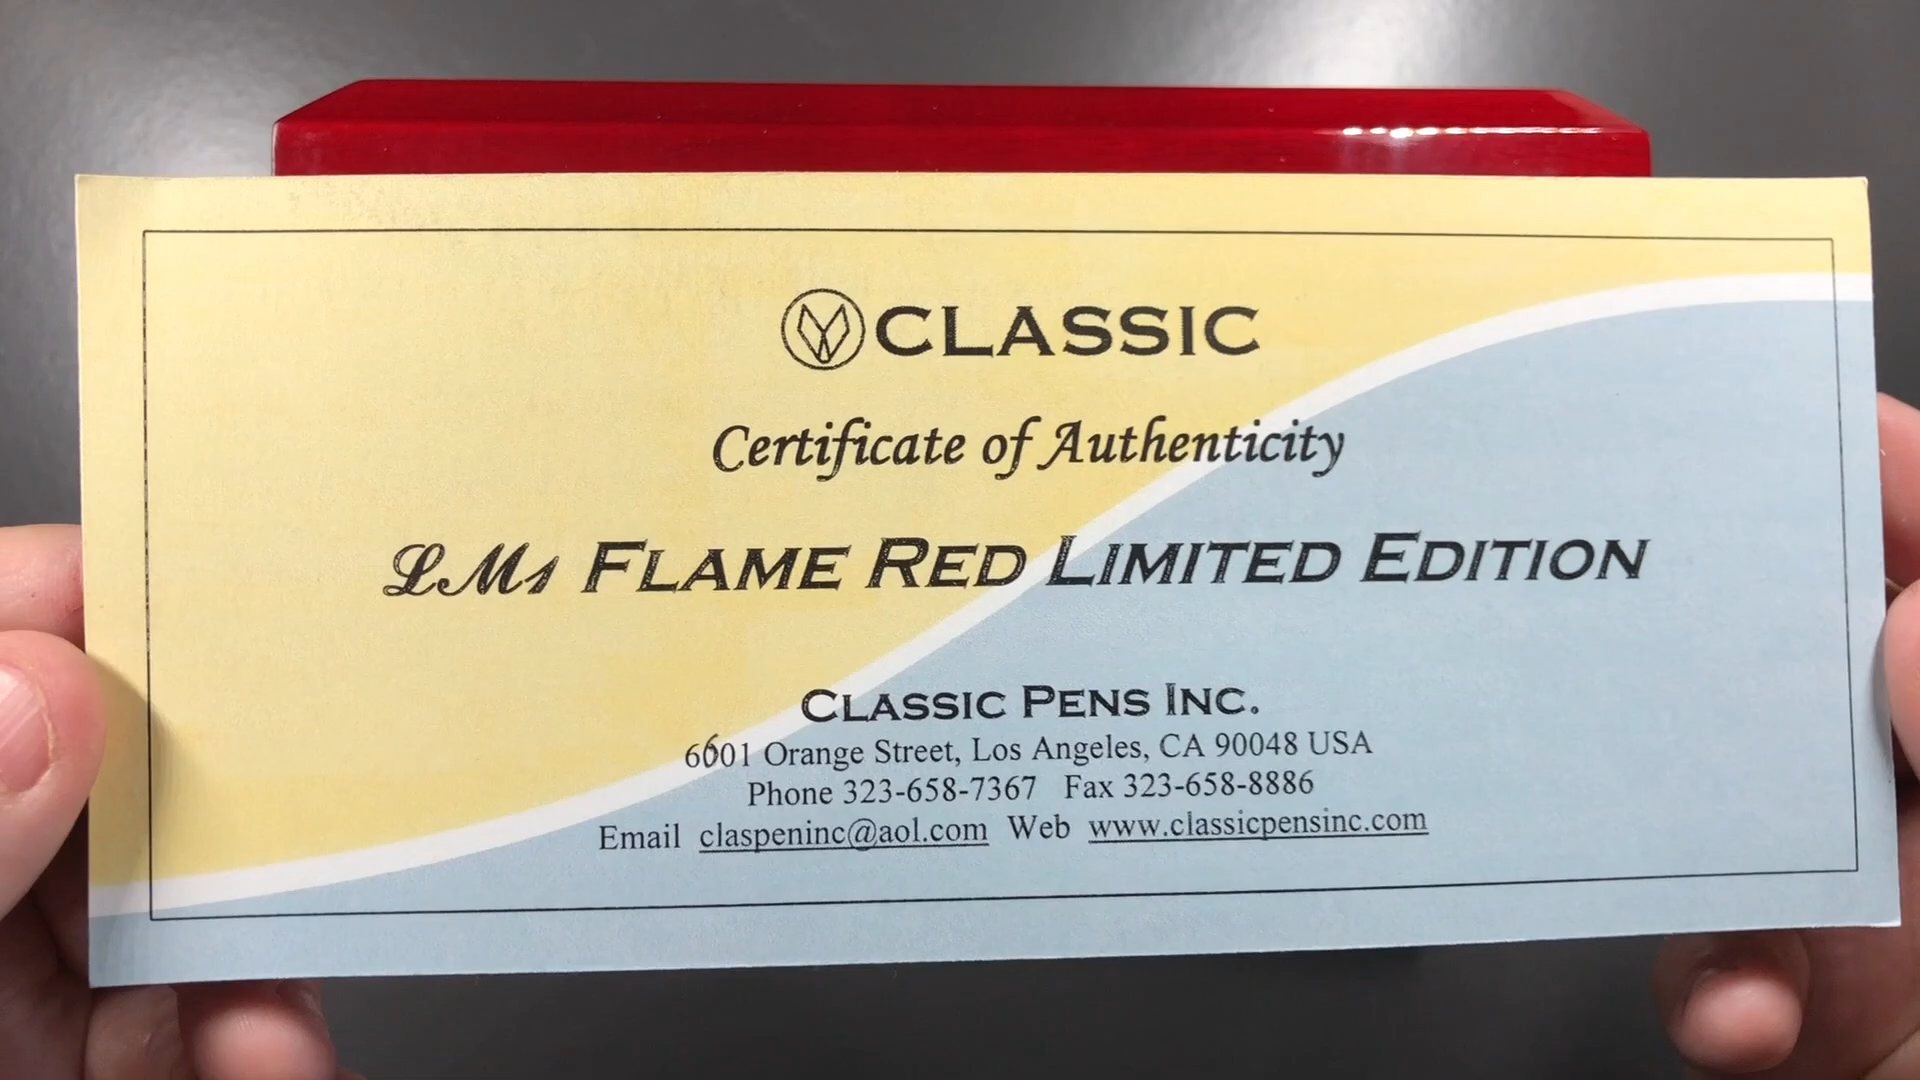 CLASSIC
Certificate of Authenticity
LM1 FLAME RED LIMITED EDITION
CLASSIC PENS INC.
6001 Orange Street, Los Angeles, CA 90048 USA
Phone 323-658-7367 Fax 323-658-8886
Email claspeninc@aol.com Web www.classicpensinc.com